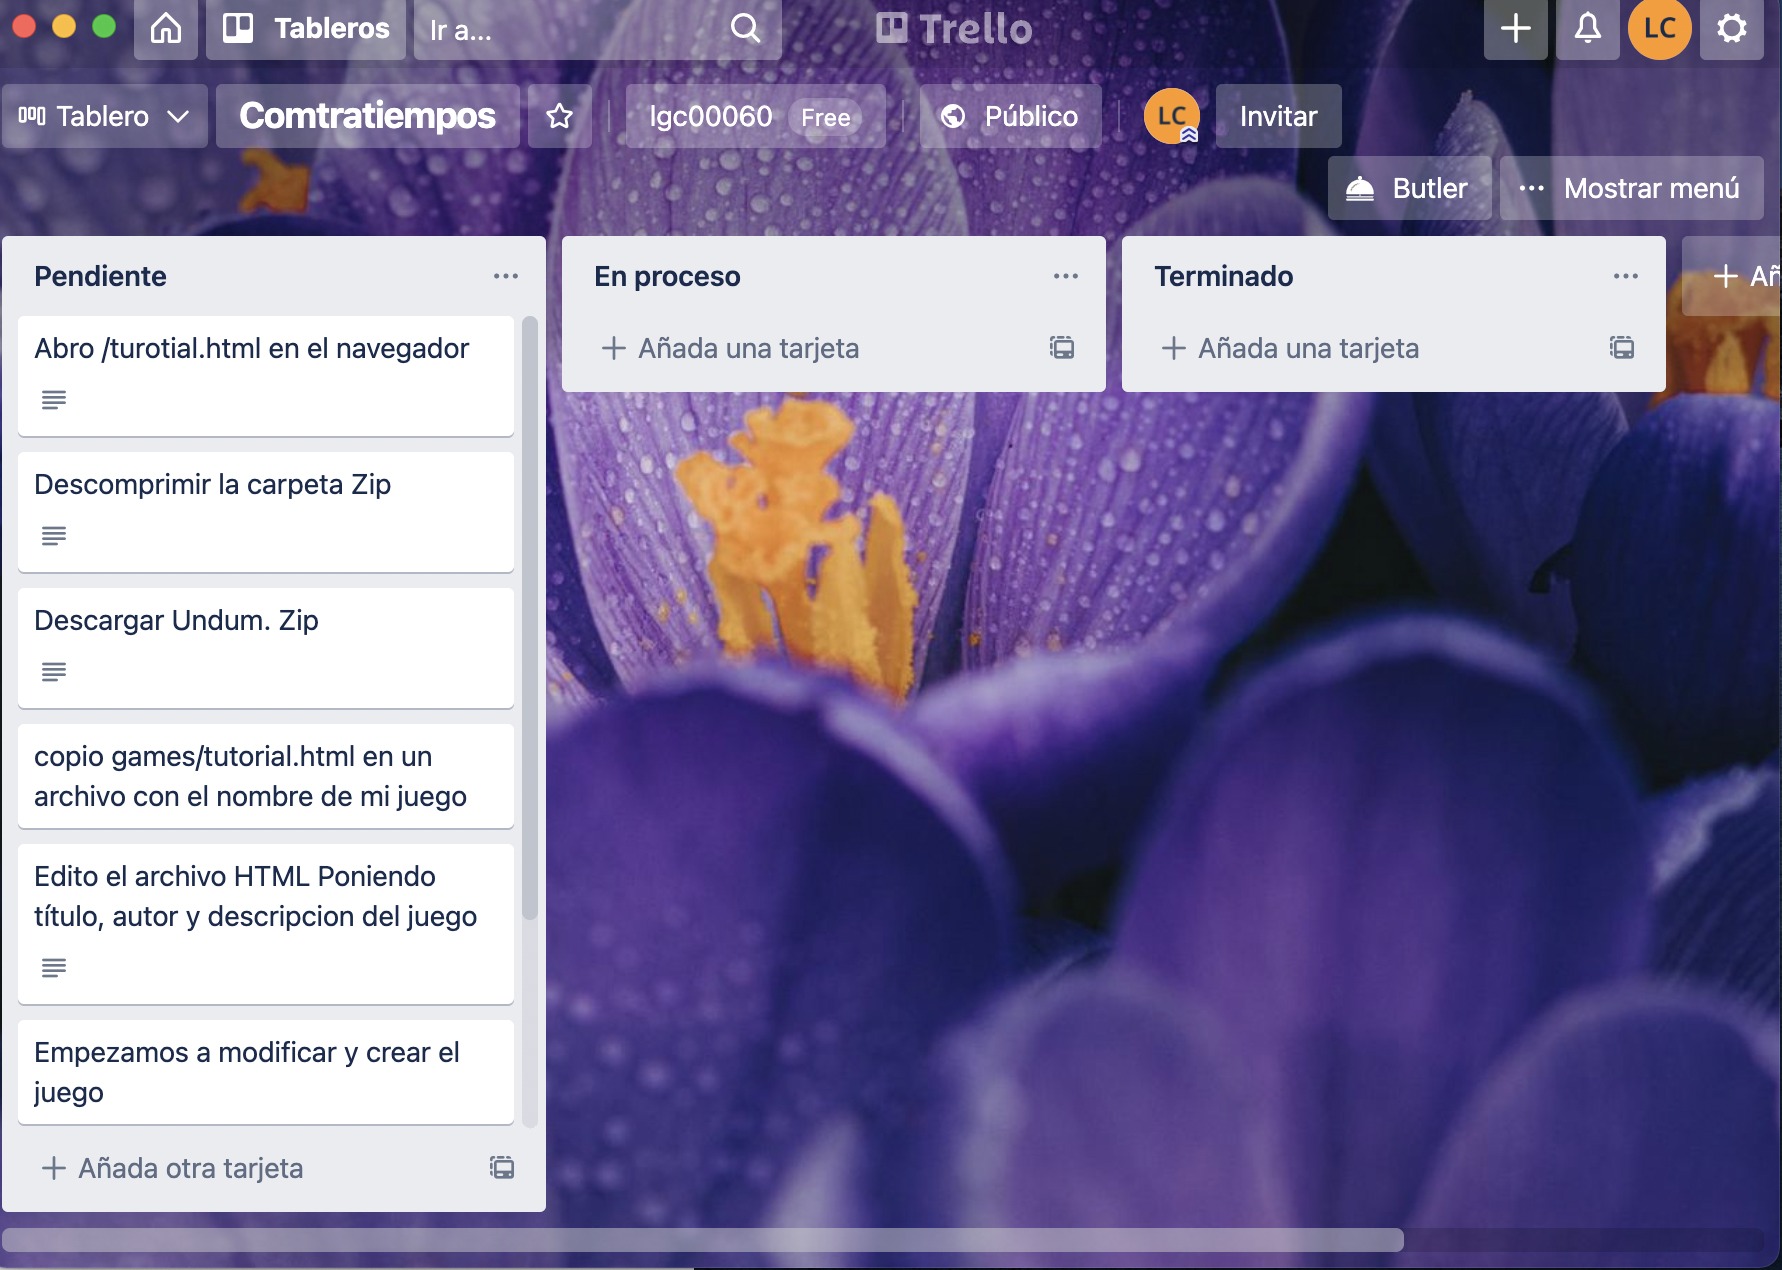 Tableros
Ir a...
Trello
LC
Tablero
Comtratiempos
lgc00060 Free
Público
LC
Invitar
Butler
Mostrar menú
Pendiente
Abro /turotial.html en el navegador
Descomprimir la carpeta Zip
Descargar Undum. Zip
copio games/tutorial.html en un
archivo con el nombre de mi juego
Edito el archivo HTML Poniendo
título, autor y descripcion del juego
Empezamos a modificar y crear el
juego
+ Añada otra tarjeta
En proceso
+ Añada una tarjeta
Terminado
+ Añada una tarjeta
+ Añ